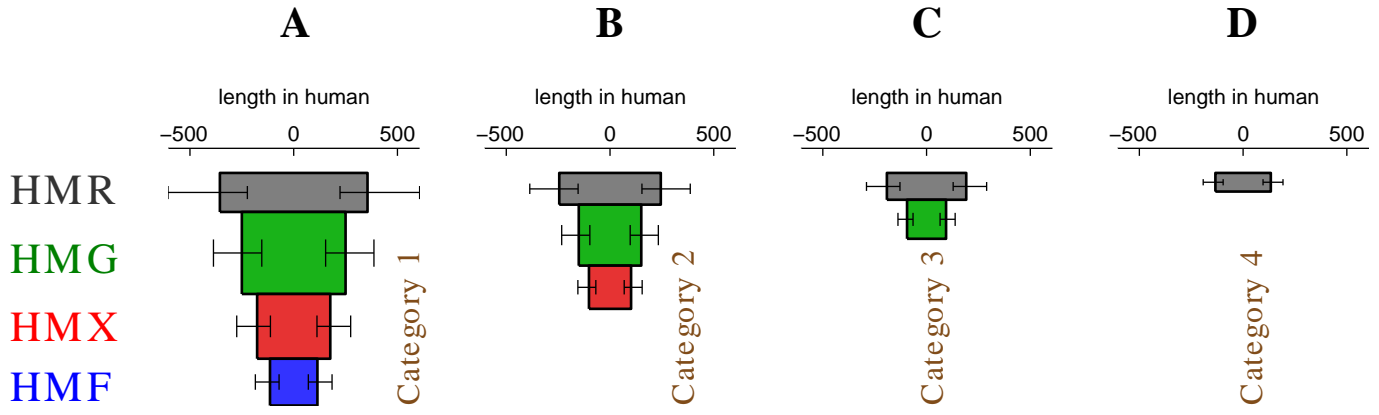 A B C D
length in human length in human length in human length in human
−500 0 500 −500 0 500 −500 0 500 −500 0 500
HMR
HMG
HMX
HMF
Category 1
Category 2
Category 3
Category 4